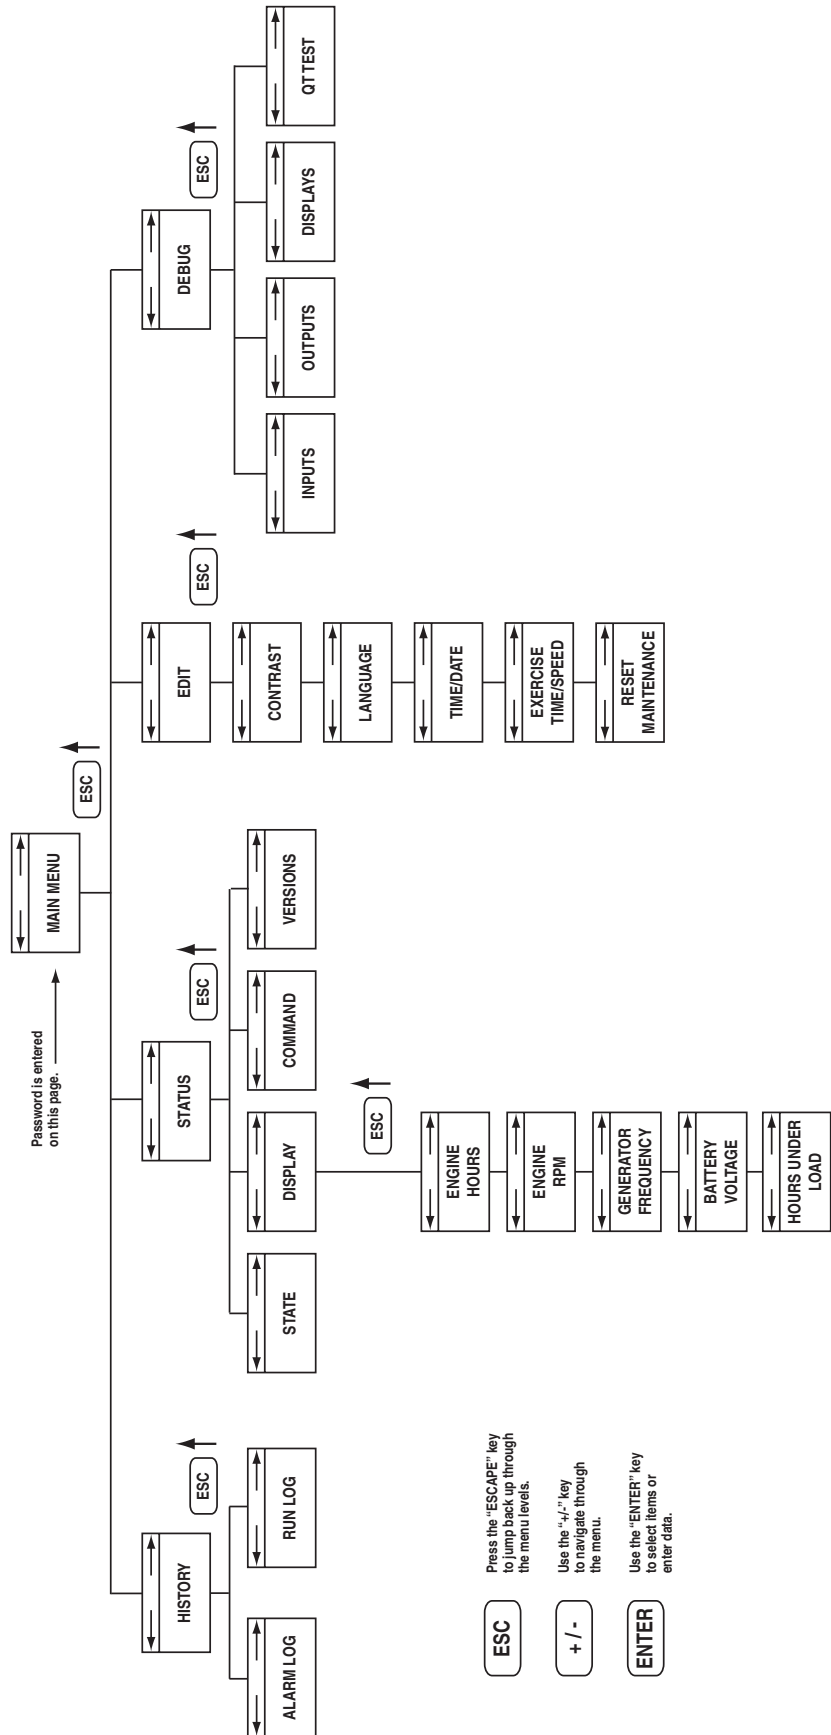 Password is entered
on this page.
MAIN MENU
ESC
HISTORY
ESC
ALARM LOG
RUN LOG
STATUS
ESC
STATE
DISPLAY
COMMAND
VERSIONS
ESC
ENGINE
HOURS
ENGINE
RPM
GENERATOR
FREQUENCY
BATTERY
VOLTAGE
HOURS UNDER
LOAD
EDIT
ESC
CONTRAST
LANGUAGE
TIME/DATE
EXERCISE
TIME/SPEED
RESET
MAINTENANCE
DEBUG
ESC
INPUTS
OUTPUTS
DISPLAYS
QT TEST
ESC
Press the “ESCAPE” key
to jump back up through
the menu levels.
+ / -
Use the “+/-” key
to navigate through
the menu.
ENTER
Use the “ENTER” key
to select items or
enter data.